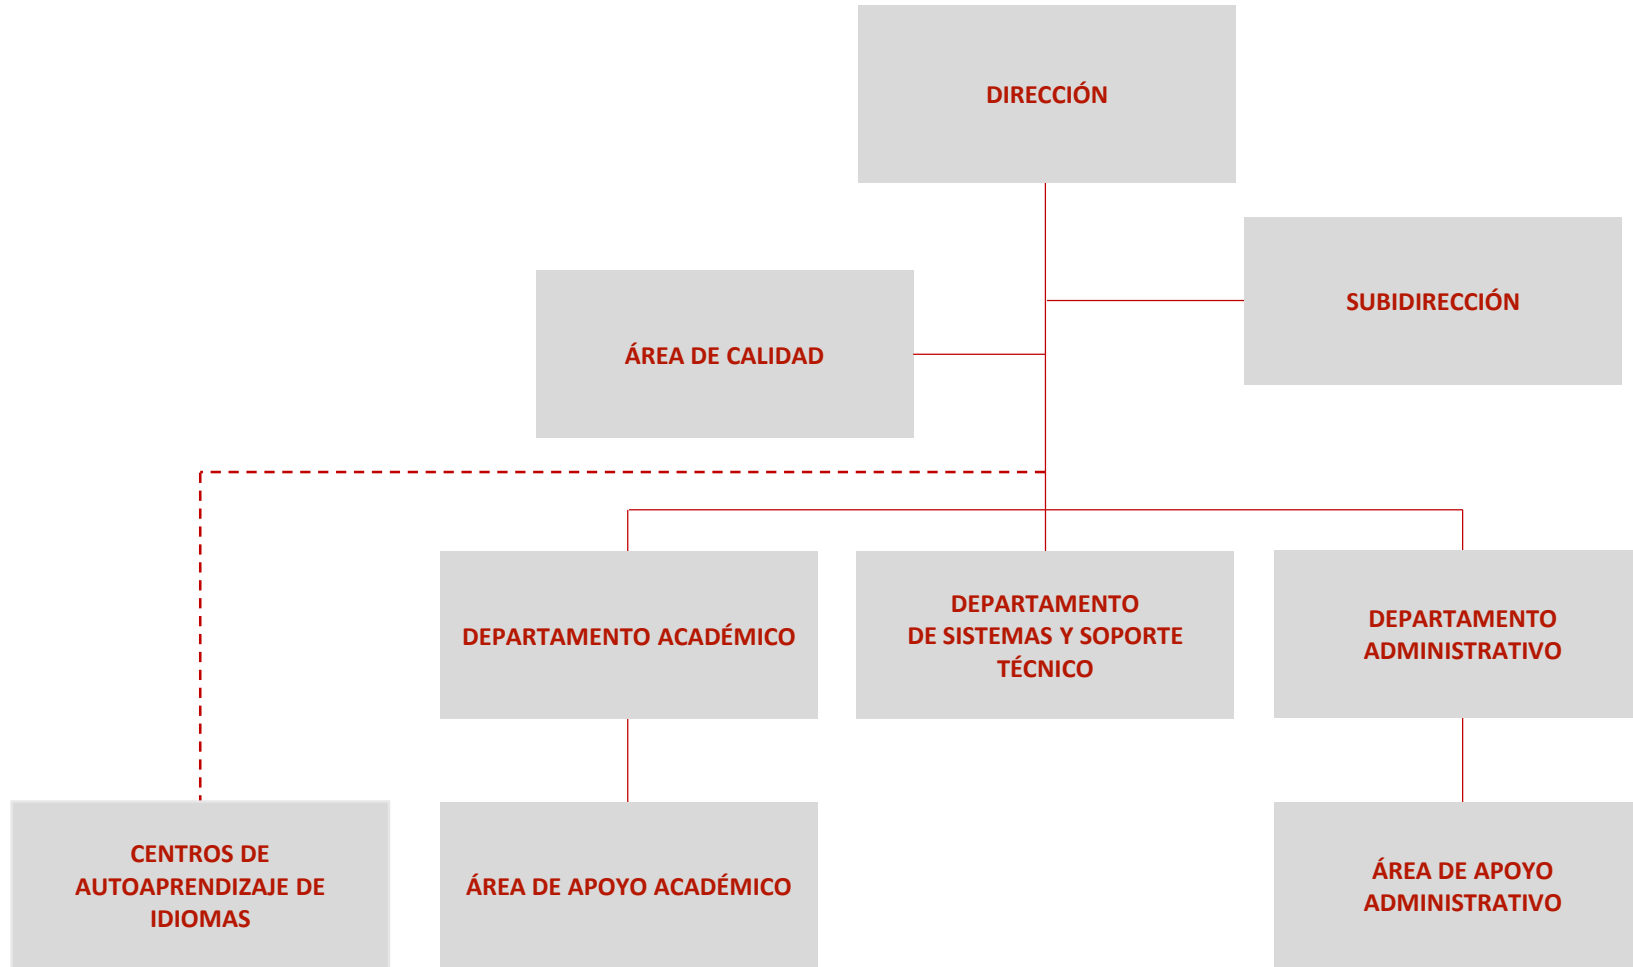 DIRECCIÓN
SUBIDIRECCIÓN
ÁREA DE CALIDAD
DEPARTAMENTO ACADÉMICO
DEPARTAMENTO
DE SISTEMAS Y SOPORTE
TÉCNICO
DEPARTAMENTO
ADMINISTRATIVO
CENTROS DE
AUTOAPRENDIZAJE DE
IDIOMAS
ÁREA DE APOYO ACADÉMICO
ÁREA DE APOYO
ADMINISTRATIVO